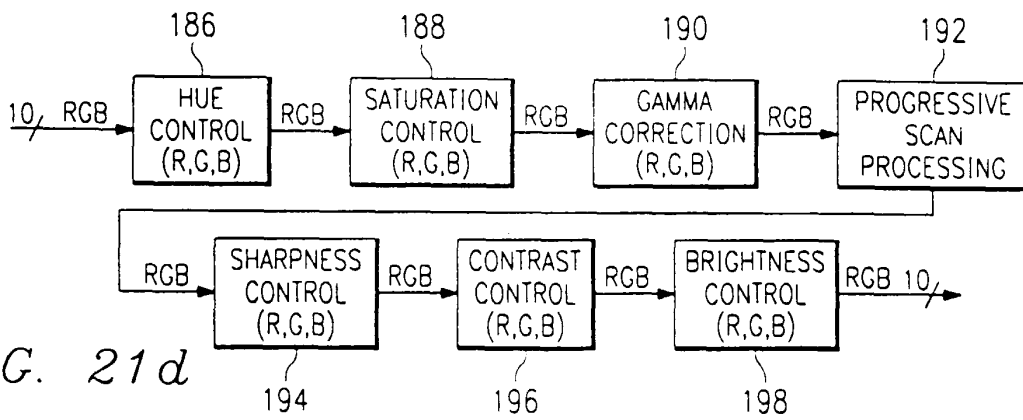 186
188
190
192
10 RGB
HUE
CONTROL
(R,G,B)
RGB
SATURATION
CONTROL
(R,G,B)
RGB
GAMMA
CORRECTION
(R,G,B)
RGB
PROGRESSIVE
SCAN
PROCESSING
RGB
SHARPNESS
CONTROL
(R,G,B)
RGB
CONTRAST
CONTROL
(R,G,B)
RGB
BRIGHTNESS
CONTROL
(R,G,B)
RGB 10
G. 21d
194
196
198